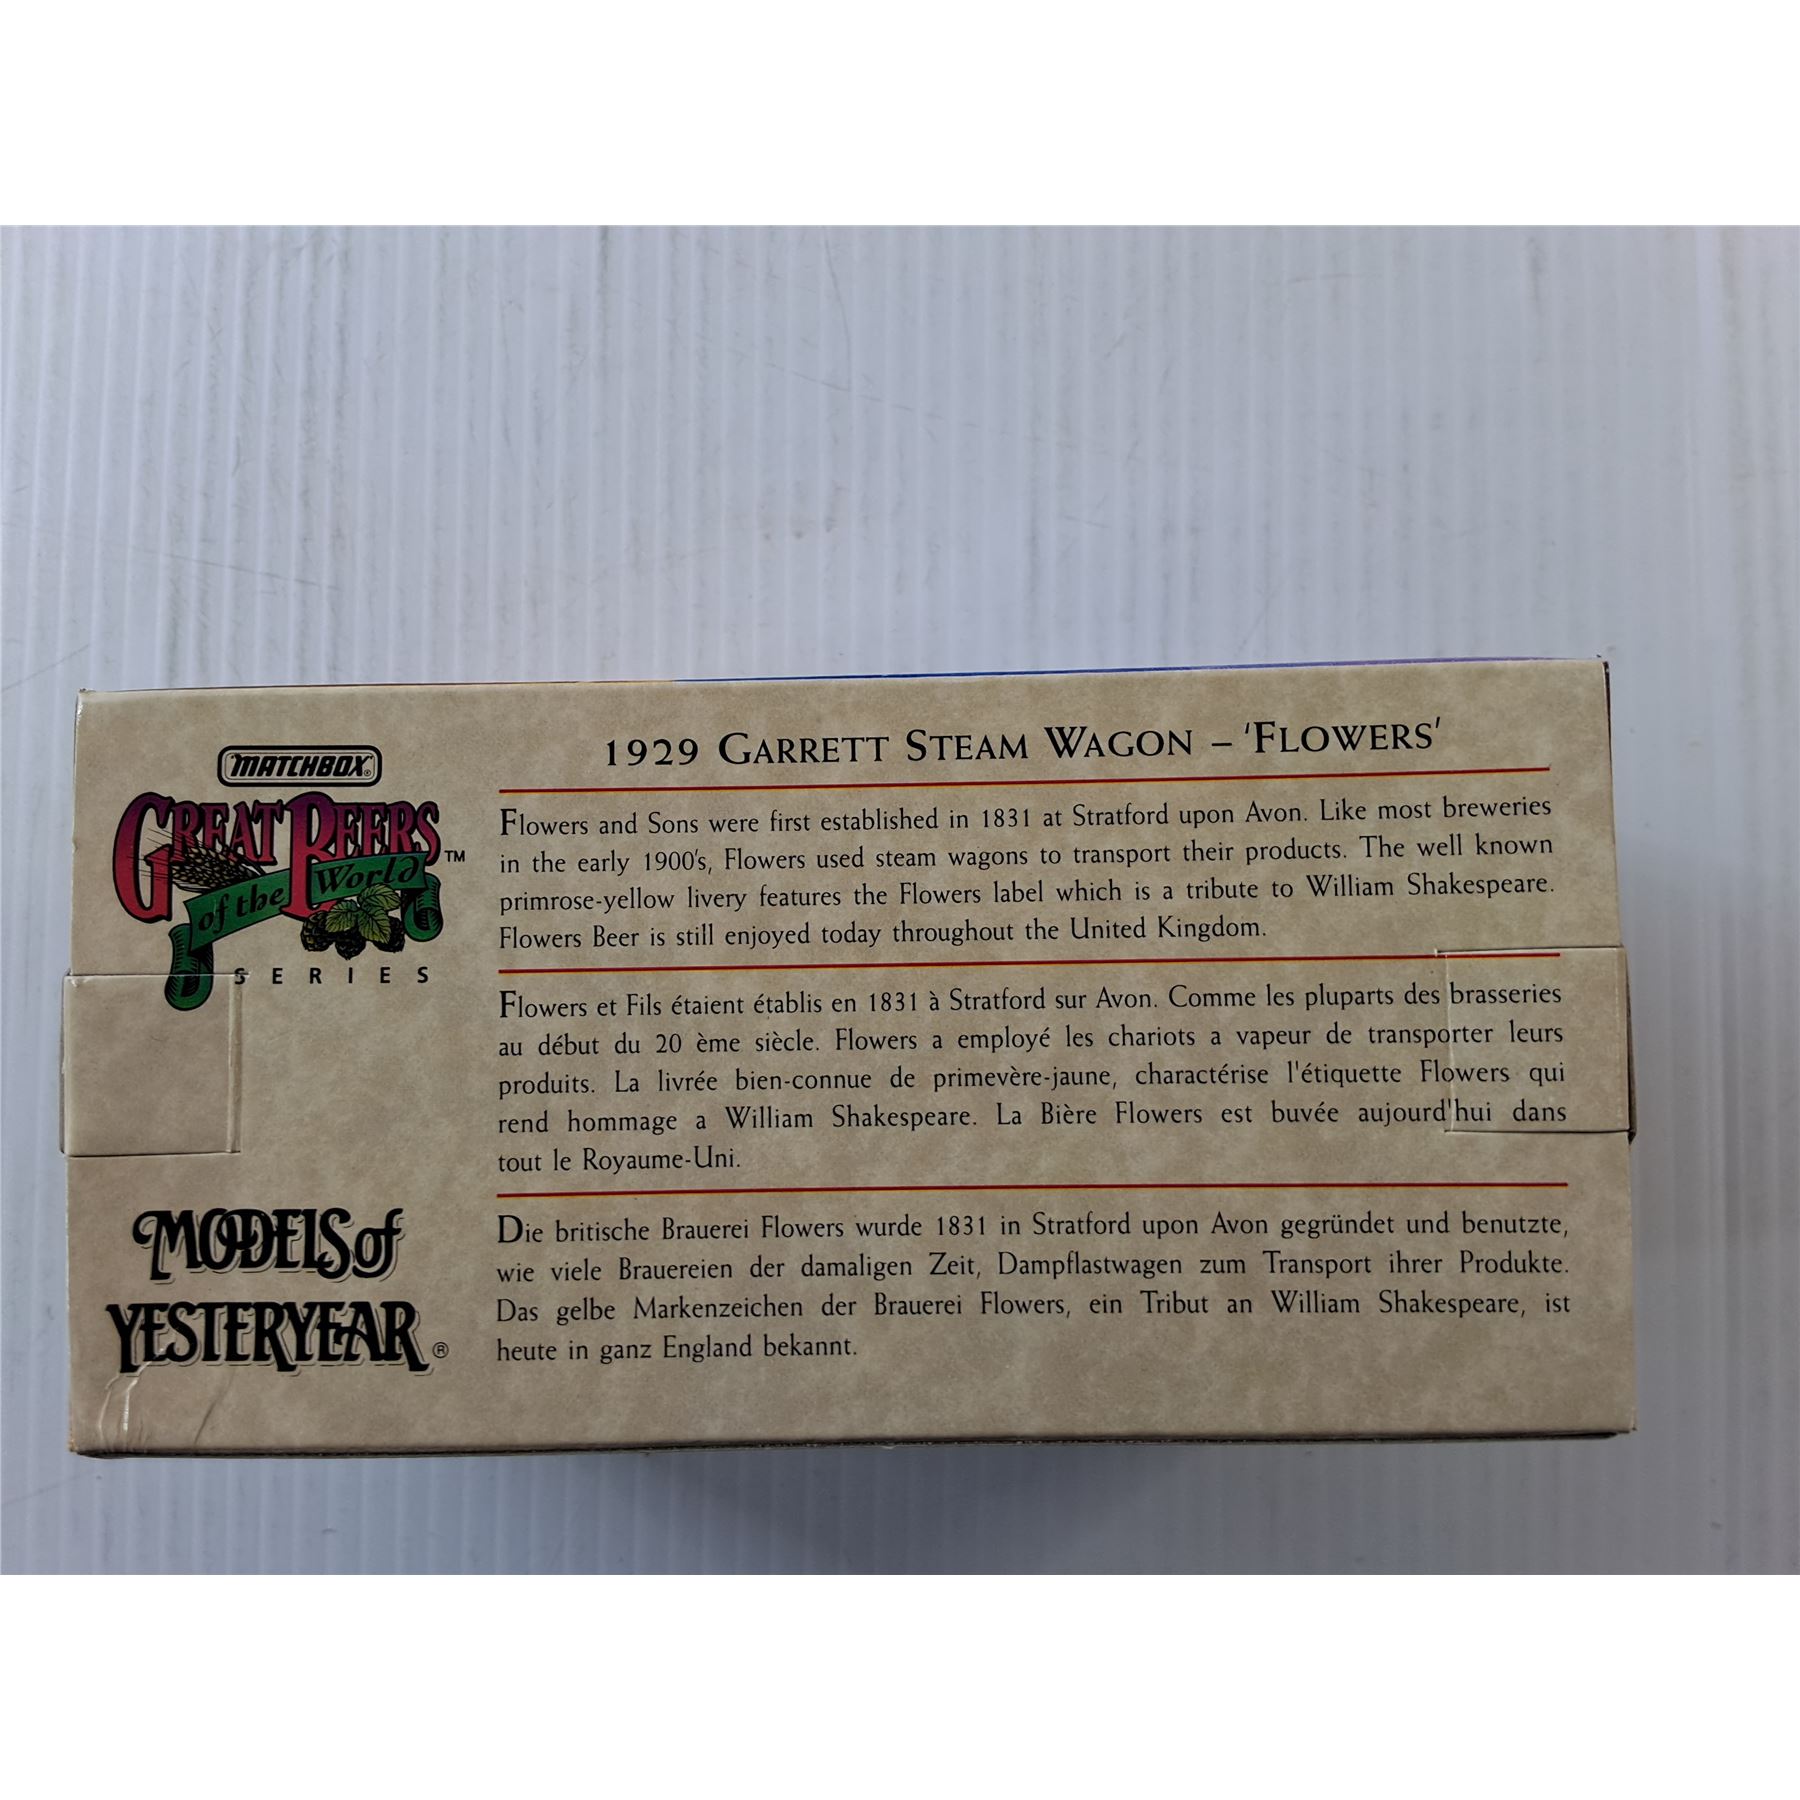 MATCHBOX®
GREAT BEERS™
of the World
SERIES
MODELS of
YESTERYEAR®
1929 GARRETT STEAM WAGON – 'FLOWERS'
Flowers and Sons were first established in 1831 at Stratford upon Avon. Like most breweries
in the early 1900's, Flowers used steam wagons to transport their products. The well known
primrose-yellow livery features the Flowers label which is a tribute to William Shakespeare.
Flowers Beer is still enjoyed today throughout the United Kingdom.
Flowers et Fils étaient établis en 1831 à Stratford sur Avon. Comme les pluparts des brasseries
au début du 20 ème siècle. Flowers a employé les chariots a vapeur de transporter leurs
produits. La livrée bien-connue de primevère-jaune, charactérise l'étiquette Flowers qui
rend hommage a William Shakespeare. La Bière Flowers est buvée aujourd'hui dans
tout le Royaume-Uni.
Die britische Brauerei Flowers wurde 1831 in Stratford upon Avon gegründet und benutzte,
wie viele Brauereien der damaligen Zeit, Dampflastwagen zum Transport ihrer Produkte.
Das gelbe Markenzeichen der Brauerei Flowers, ein Tribut an William Shakespeare, ist
heute in ganz England bekannt.